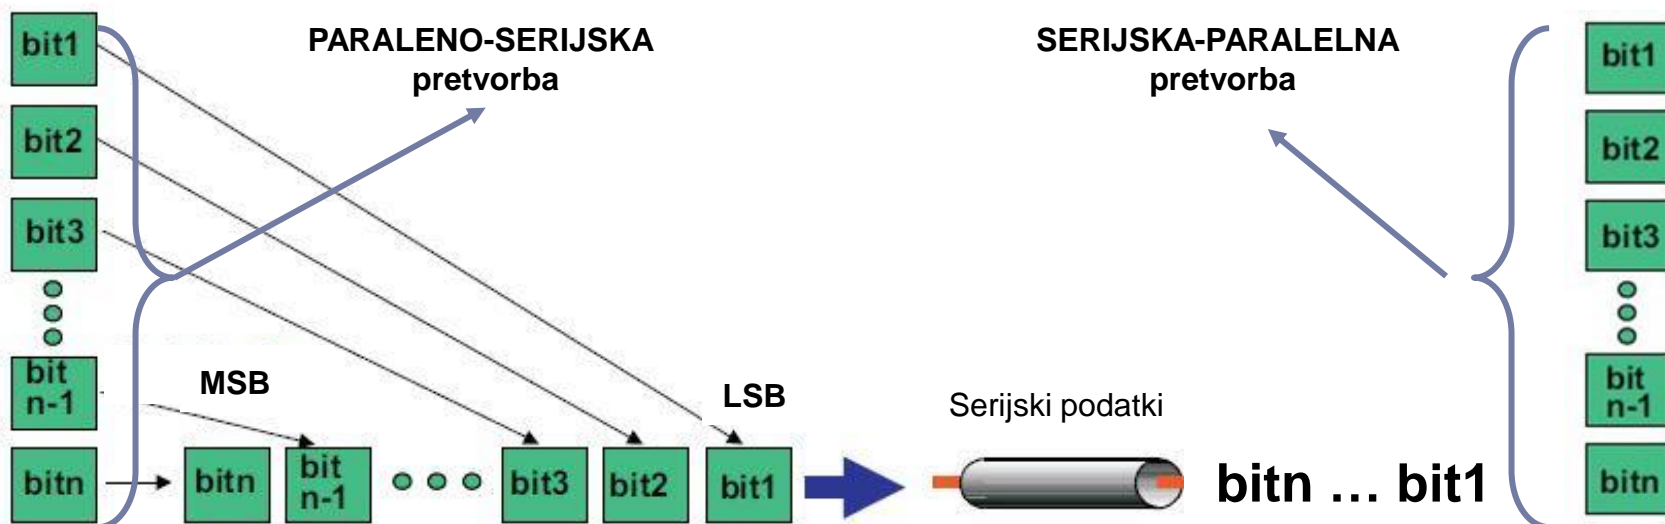 PARALENO-SERIJSKA
pretvorba
SERIJSKA-PARALELNA
pretvorba
bit1
bit2
bit3
bit
n-1
bitn
MSB
LSB
bitn
bit
n-1
bit3
bit2
bit1
Serijski podatki
bitn ... bit1
bit1
bit2
bit3
bit
n-1
bitn